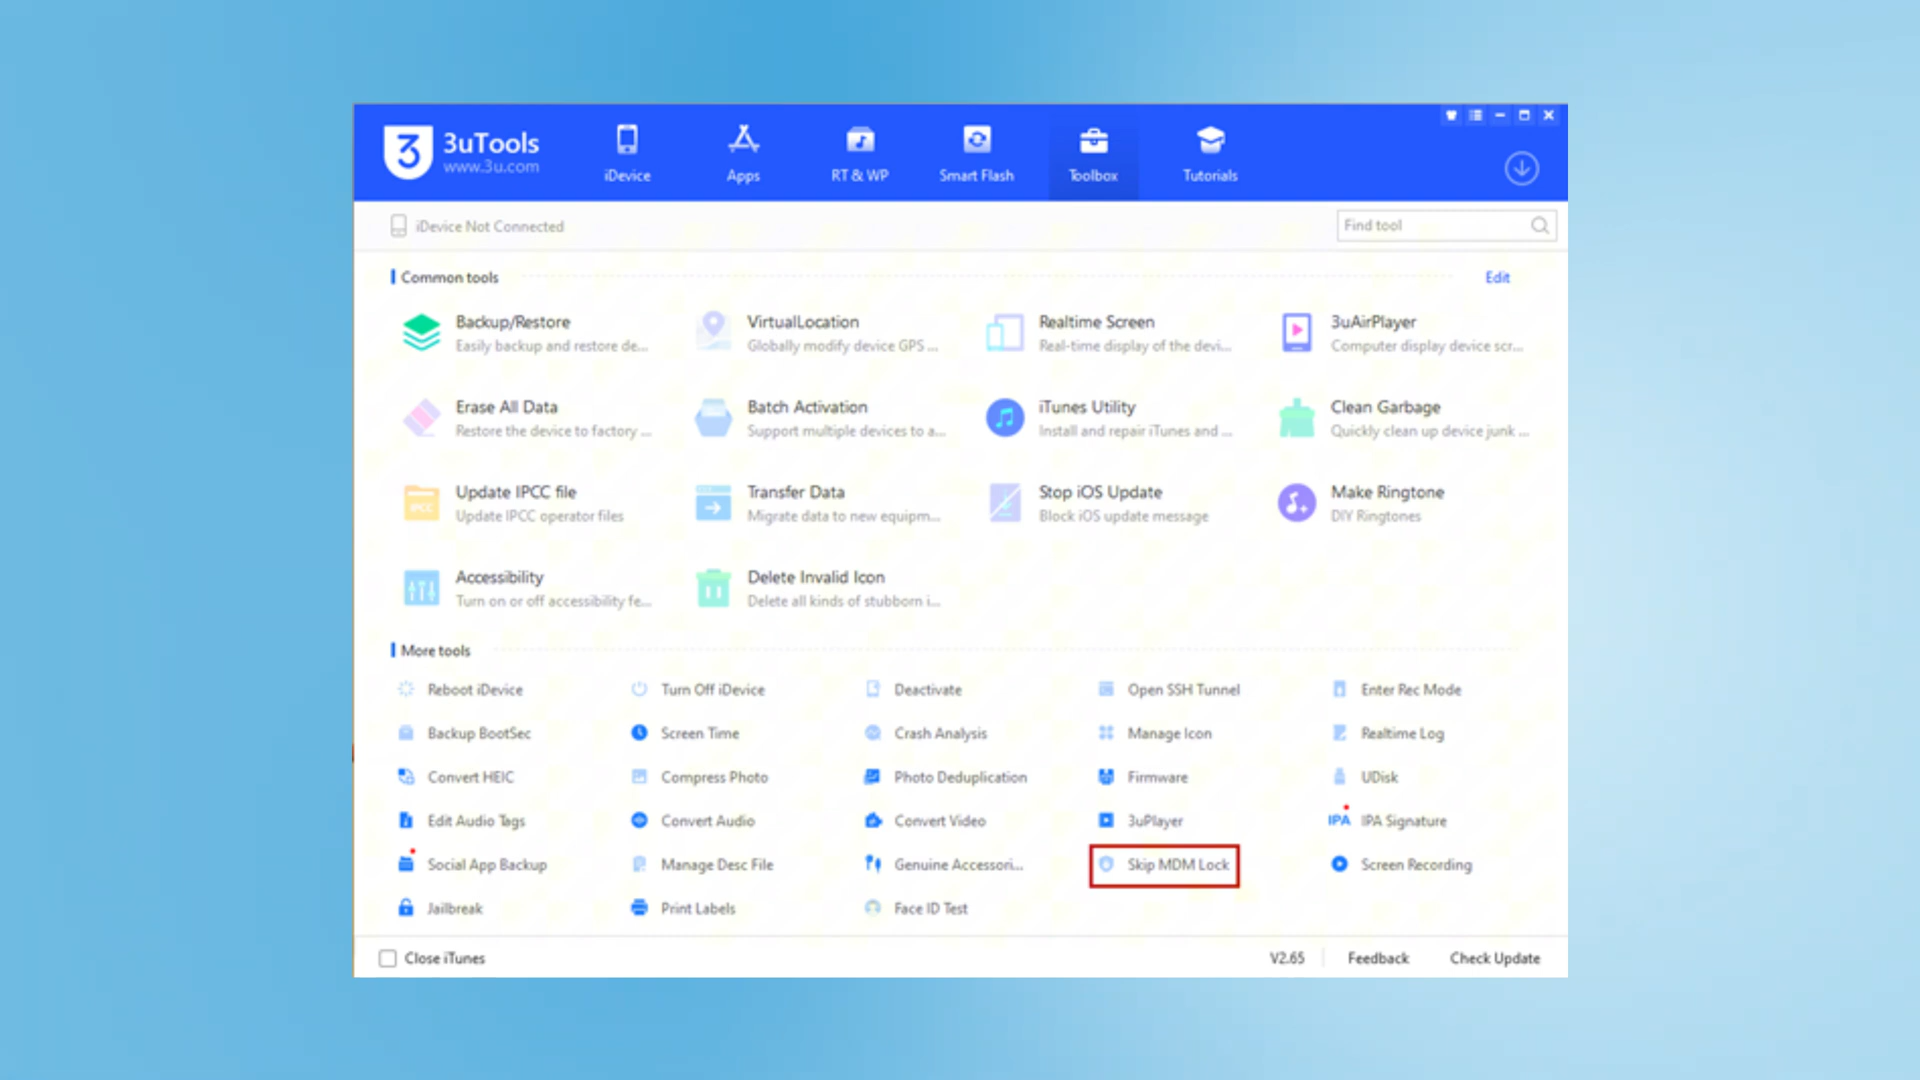 3uTools
www.3u.com
iDevice
Apps
RT & WP
Smart Flash
Toolbox
Tutorials
iDevice Not Connected
Find tool
Common tools
Edit
Backup/Restore
Easily backup and restore de...
VirtualLocation
Globally modify device GPS ...
Realtime Screen
Real-time display of the devi...
3uAirPlayer
Computer display device scr...
Erase All Data
Restore the device to factory ...
Batch Activation
Support multiple devices to a...
iTunes Utility
Install and repair iTunes and ...
Clean Garbage
Quickly clean up device junk ...
IPCC
Update IPCC file
Update IPCC operator files
Transfer Data
Migrate data to new equipm...
Stop iOS Update
Block iOS update message
Make Ringtone
DIY Ringtones
Accessibility
Turn on or off accessibility fe...
Delete Invalid Icon
Delete all kinds of stubborn i...
More tools
Reboot iDevice
Turn Off iDevice
Deactivate
Open SSH Tunnel
Enter Rec Mode
Backup BootSec
Screen Time
Crash Analysis
Manage Icon
Realtime Log
Convert HEIC
Compress Photo
Photo Deduplication
Firmware
UDisk
Edit Audio Tags
Convert Audio
Convert Video
3uPlayer
IPA IPA Signature
Social App Backup
Manage Desc File
Genuine Accessori...
Skip MDM Lock
Screen Recording
Jailbreak
Print Labels
Face ID Test
Close iTunes
V2.65
Feedback
Check Update